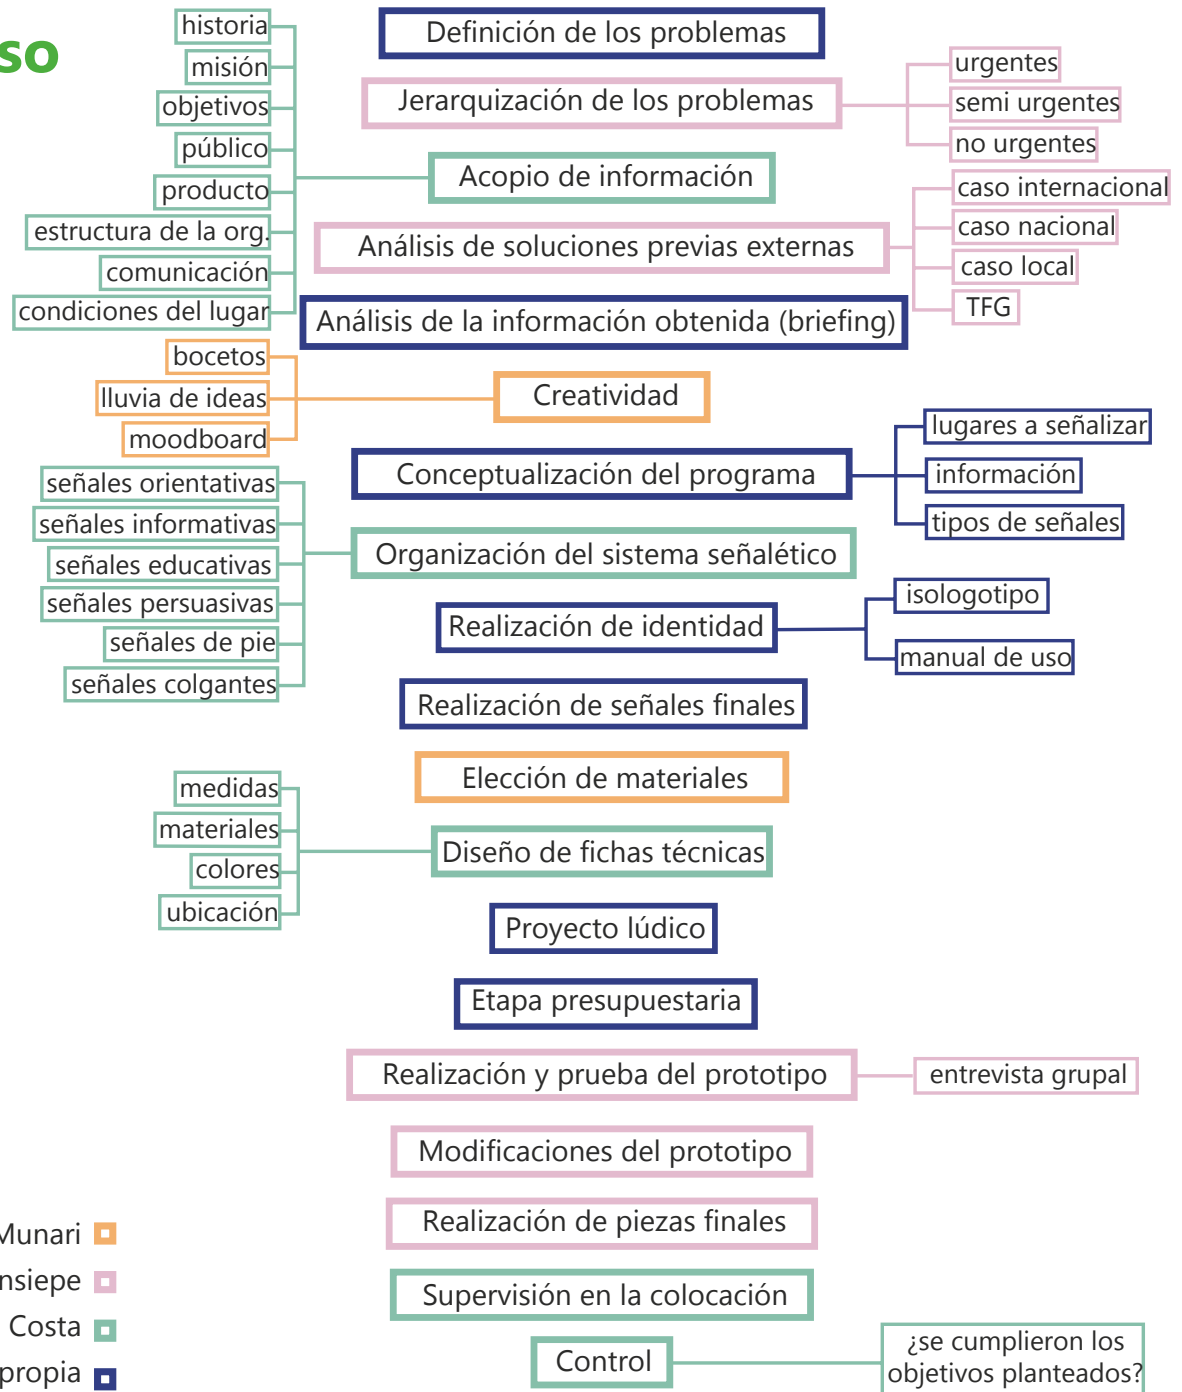 so
Definición de los problemas
Jerarquización de los problemas
urgentes
semi urgentes
no urgentes
Acopio de información
historia
misión
objetivos
público
producto
estructura de la org.
comunicación
condiciones del lugar
Análisis de soluciones previas externas
caso internacional
caso nacional
caso local
TFG
Análisis de la información obtenida (briefing)
Creatividad
bocetos
lluvia de ideas
moodboard
Conceptualización del programa
lugares a señalizar
información
tipos de señales
Organización del sistema señalético
señales orientativas
señales informativas
señales educativas
señales persuasivas
señales de pie
señales colgantes
Realización de identidad
isologotipo
manual de uso
Realización de señales finales
Elección de materiales
Diseño de fichas técnicas
medidas
materiales
colores
ubicación
Proyecto lúdico
Etapa presupuestaria
Realización y prueba del prototipo
entrevista grupal
Modificaciones del prototipo
Realización de piezas finales
Supervisión en la colocación
Control
¿se cumplieron los
objetivos planteados?
Munari
nsiepe
Costa
propia